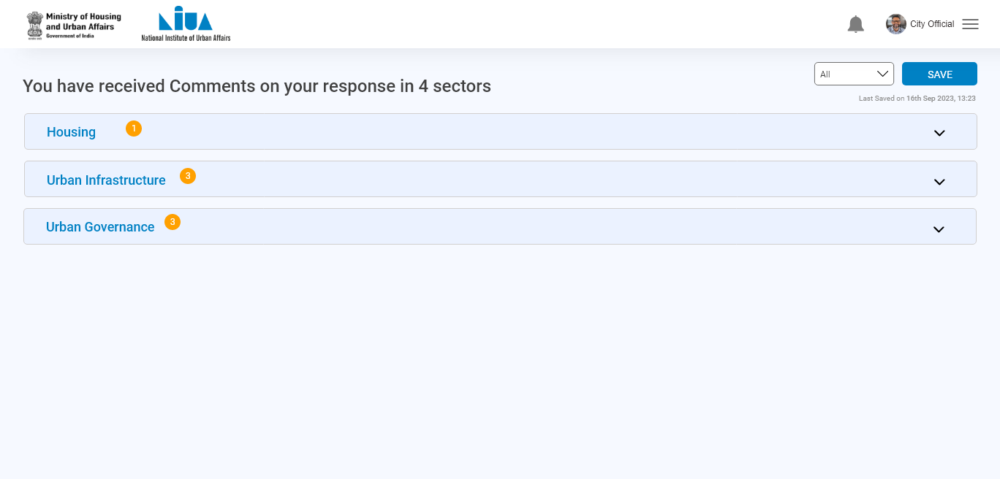 Ministry of Housing
and Urban Affairs
Government of India
NIUA
National Institute of Urban Affairs
City Official
All
SAVE
You have received Comments on your response in 4 sectors
Last Saved on 16th Sep 2023, 13:23
Housing 1
Urban Infrastructure 3
Urban Governance 3